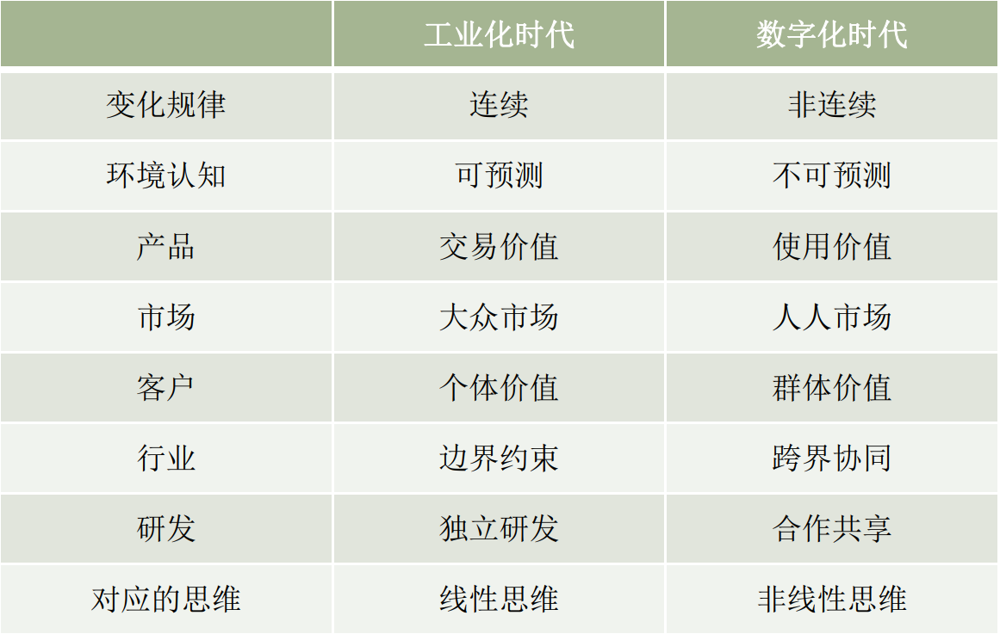 工业化时代 数字化时代
变化规律 连续 非连续
环境认知 可预测 不可预测
产品 交易价值 使用价值
市场 大众市场 人人市场
客户 个体价值 群体价值
行业 边界约束 跨界协同
研发 独立研发 合作共享
对应的思维 线性思维 非线性思维